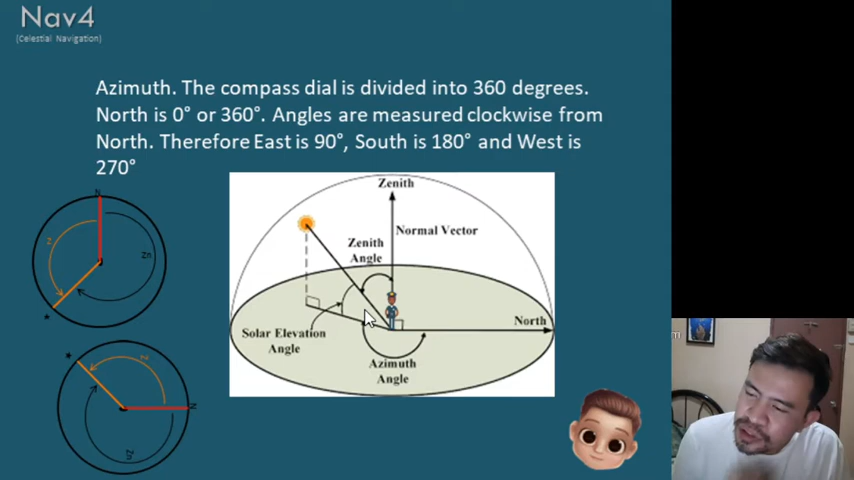 Nav4
(Celestial Navigation)
Azimuth. The compass dial is divided into 360 degrees.
North is 0° or 360°. Angles are measured clockwise from
North. Therefore East is 90°, South is 180° and West is
270°
N
Z
Zn
*
Zenith
Normal Vector
Zenith
Angle
North
Solar Elevation
Angle
Azimuth
Angle
*
Z
N
Zn